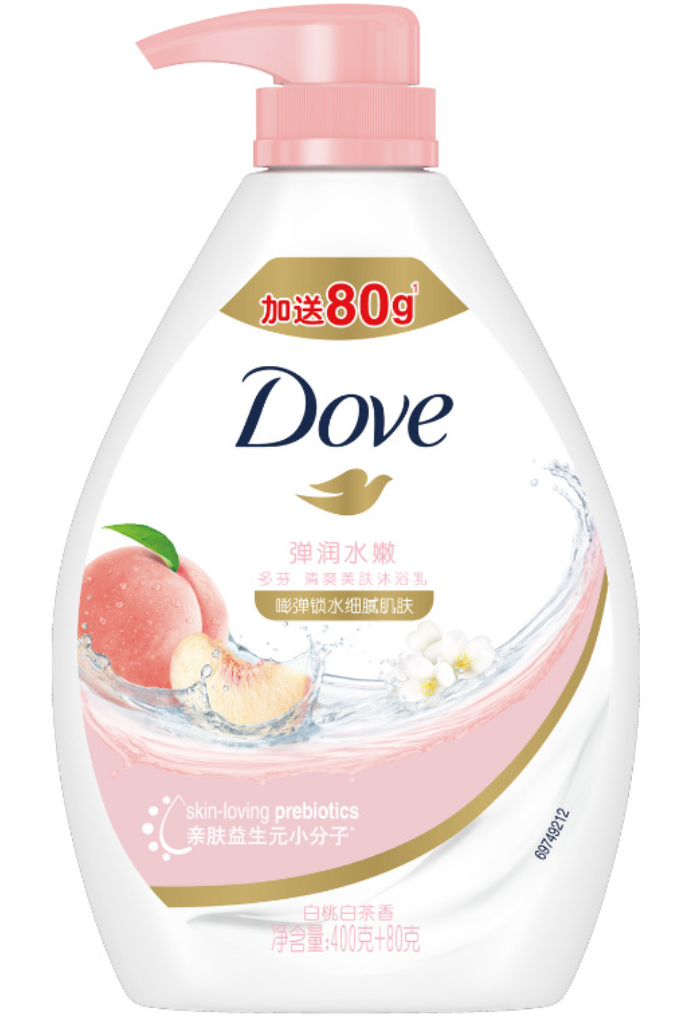 加送80g¹
Dove
弹润水嫩
多芬 清爽美肤沐浴乳
嘭弹锁水细腻肌肤
skin-loving prebiotics
亲肤益生元小分子^
69749212
白桃白茶香
净含量:400克+80克